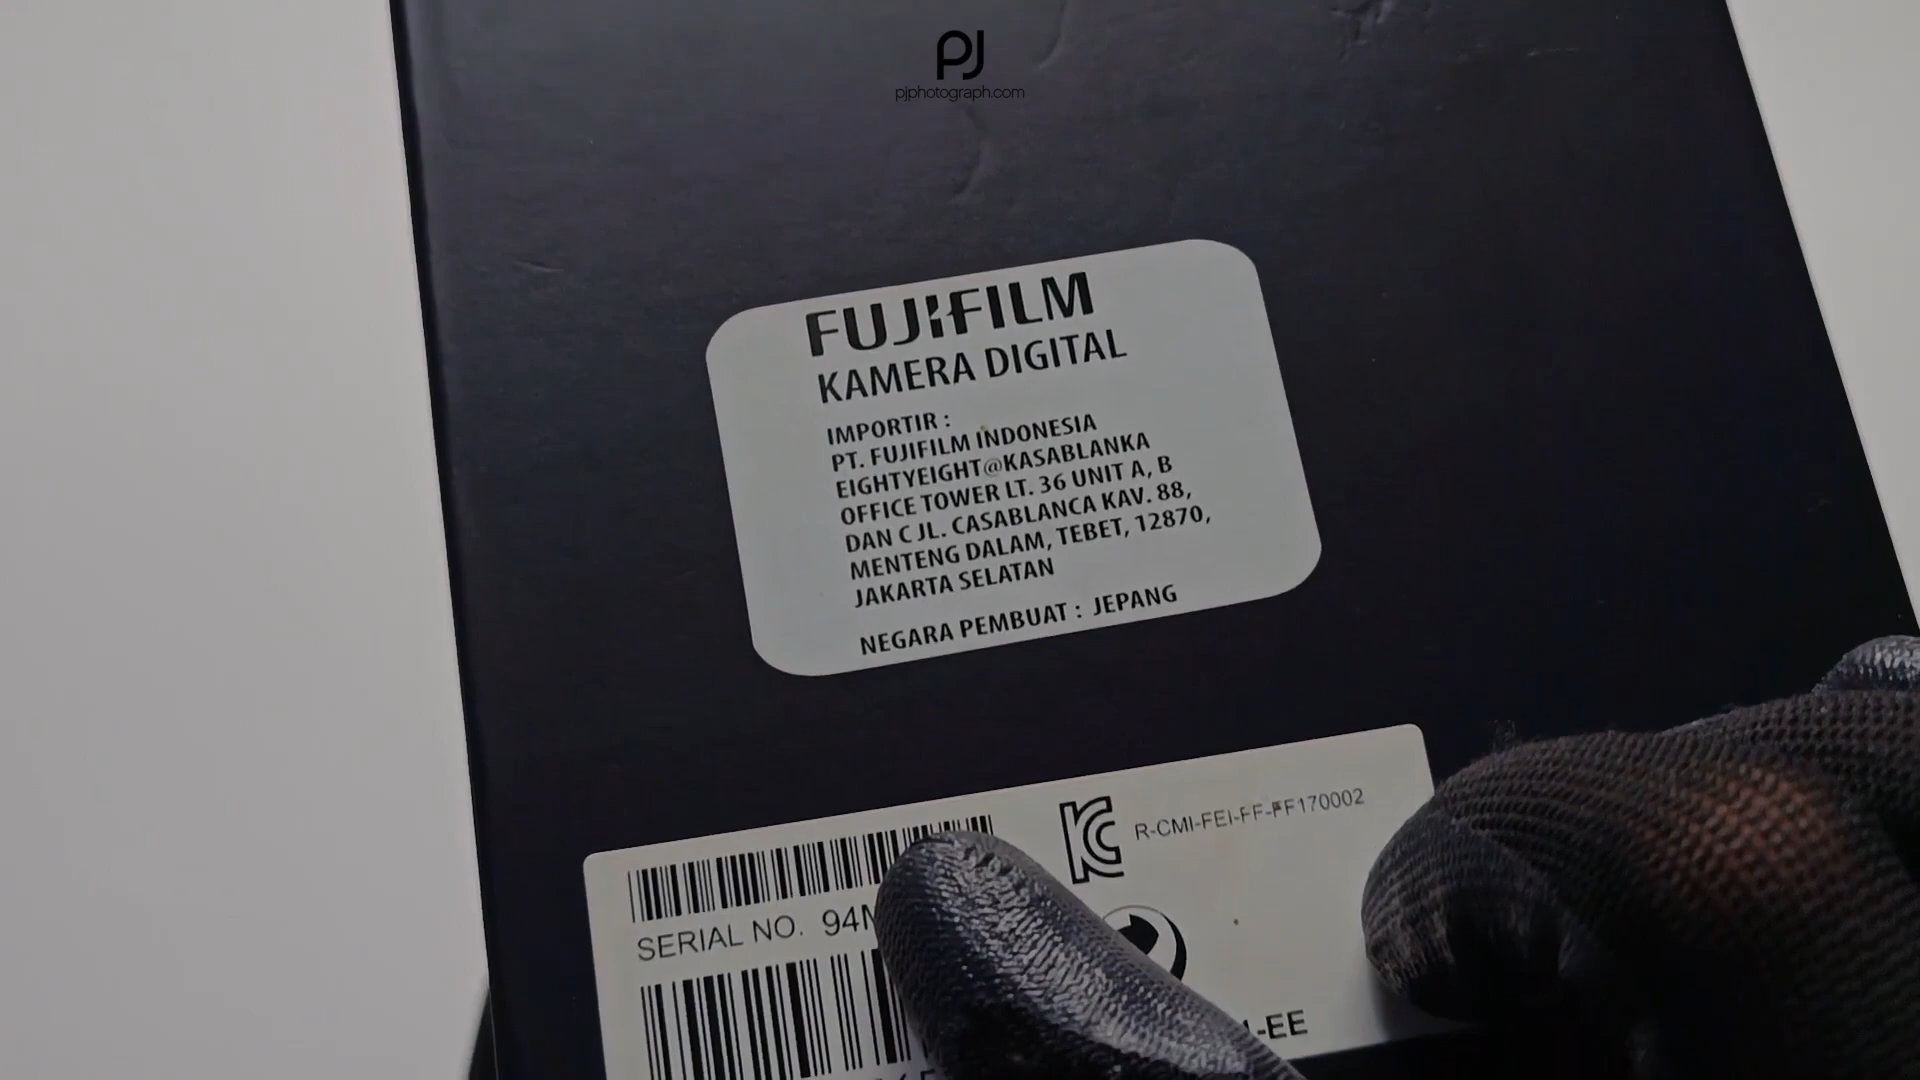 PJ
pjphotograph.com
FUJIFILM
KAMERA DIGITAL
IMPORTIR :
PT. FUJIFILM INDONESIA
EIGHTYEIGHT@KASABLANKA
OFFICE TOWER LT. 36 UNIT A, B
DAN C JL. CASABLANCA KAV. 88,
MENTENG DALAM, TEBET, 12870,
JAKARTA SELATAN
NEGARA PEMBUAT : JEPANG
R-CMI-FEI-FF-FF170002
SERIAL NO. 94
-EE